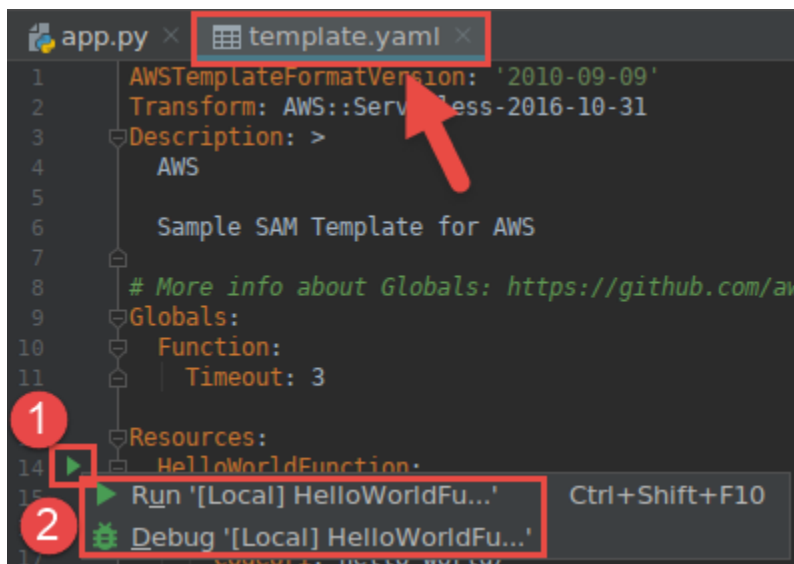 app.py × template.yaml ×
1 AWSTemplateFormatVersion: '2010-09-09'
2 Transform: AWS::Serv less-2016-10-31
3 Description: >
4 AWS
5
6 Sample SAM Template for AWS
7
8 # More info about Globals: https://github.com/aw
9 Globals:
10 Function:
11 Timeout: 3
1
Resources:
14 HelloWorldFunction:
15 Run '[Local] HelloWorldFu...' Ctrl+Shift+F10
2
Debug '[Local] HelloWorldFu...'
17